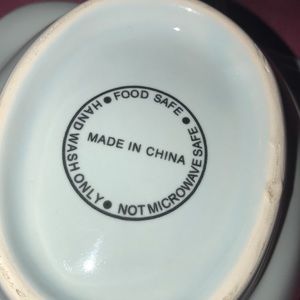 • FOOD SAFE •
NOT MICROWAVE SAFE •
HAND WASH ONLY •
MADE IN CHINA